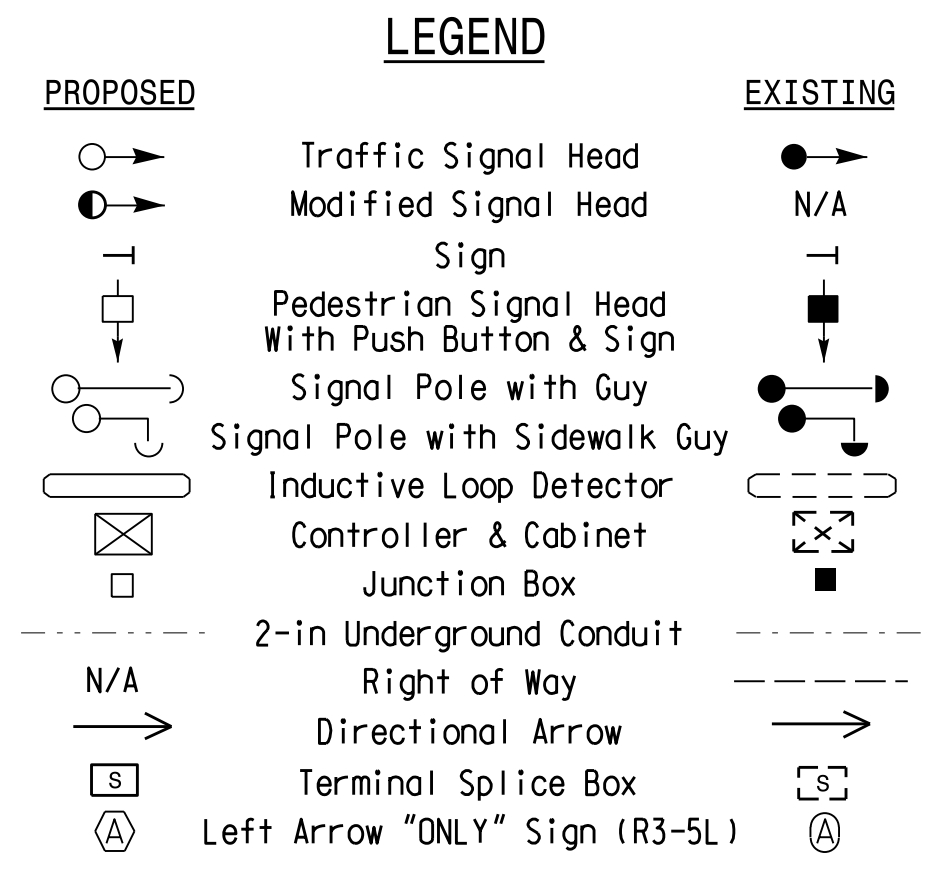 LEGEND
PROPOSED EXISTING
Traffic Signal Head
Modified Signal Head N/A
Sign
Pedestrian Signal Head
With Push Button & Sign
Signal Pole with Guy
Signal Pole with Sidewalk Guy
Inductive Loop Detector
Controller & Cabinet
Junction Box
2-in Underground Conduit
N/A Right of Way
Directional Arrow
S Terminal Splice Box S
A Left Arrow "ONLY" Sign (R3-5L) A